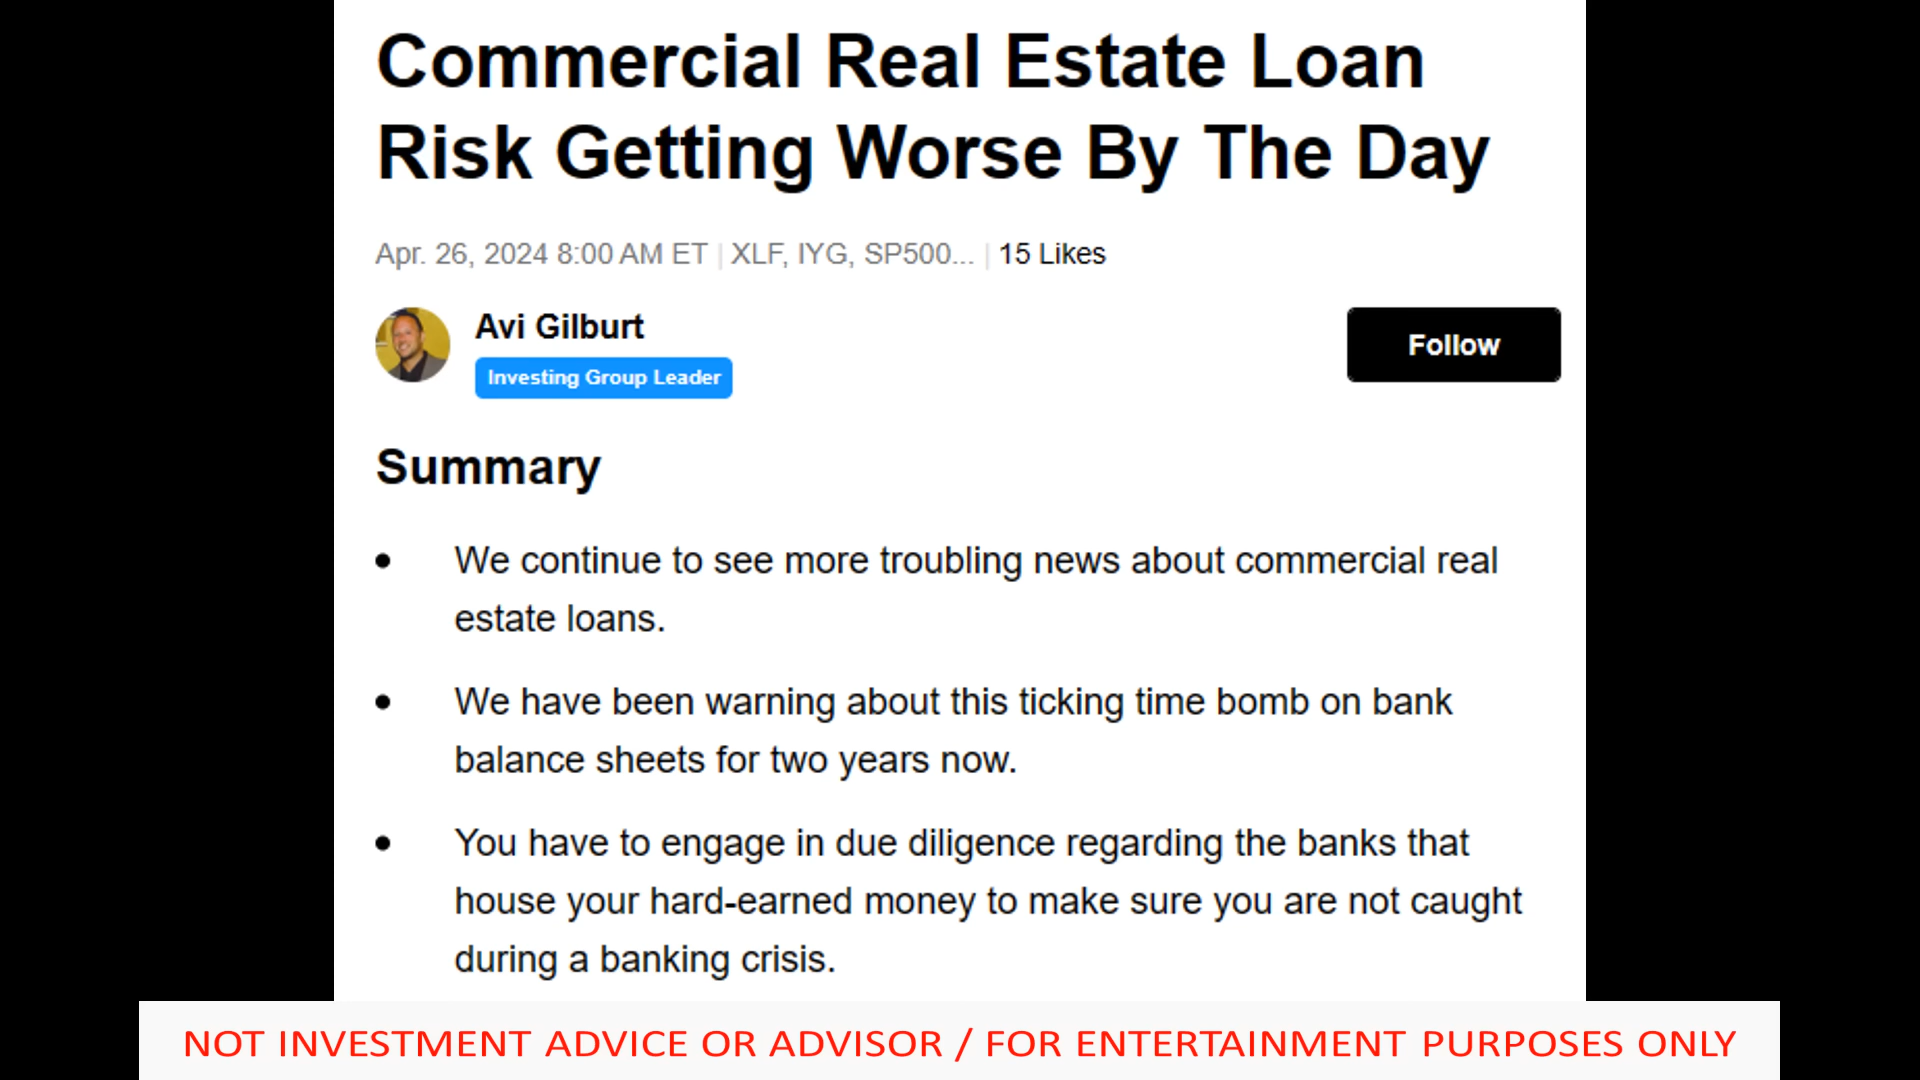 Commercial Real Estate Loan
Risk Getting Worse By The Day
Apr. 26, 2024 8:00 AM ET | XLF, IYG, SP500... | 15 Likes
Avi Gilburt
Follow
Investing Group Leader
Summary
• We continue to see more troubling news about commercial real
estate loans.
• We have been warning about this ticking time bomb on bank
balance sheets for two years now.
• You have to engage in due diligence regarding the banks that
house your hard-earned money to make sure you are not caught
during a banking crisis.
NOT INVESTMENT ADVICE OR ADVISOR / FOR ENTERTAINMENT PURPOSES ONLY